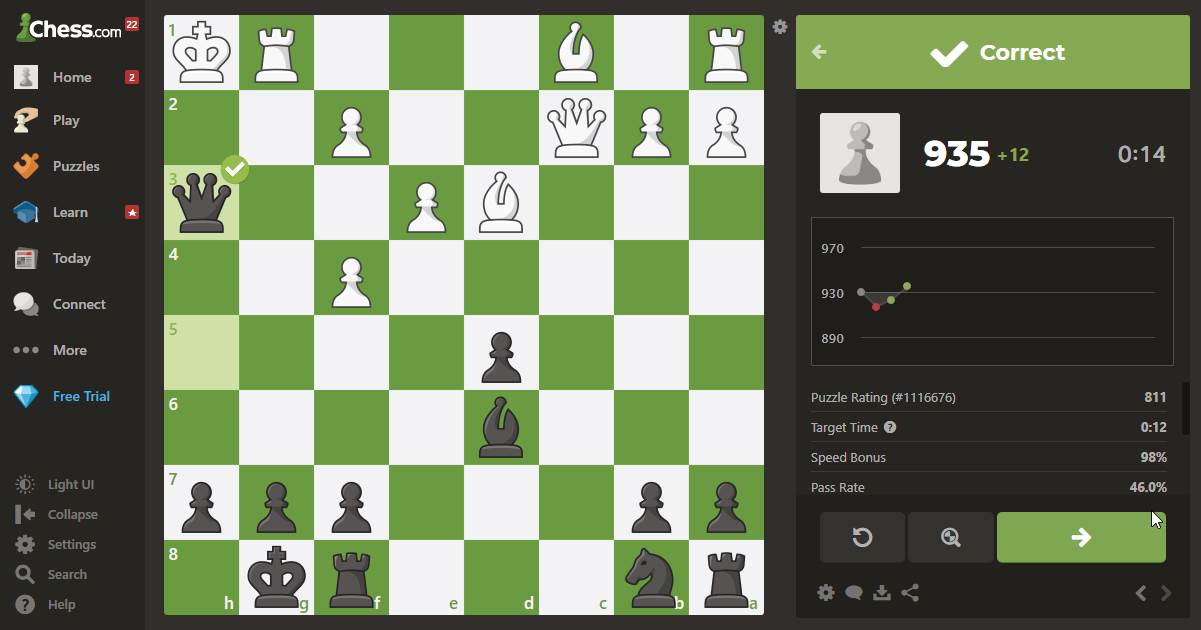 Chess.com 22
Home 2
Play
Puzzles
Learn
Today
Connect
More
Free Trial
Light UI
Collapse
Settings
Search
Help
1
2
3
4
5
6
7
8
h g f e d c b a
Correct
935 +12 0:14
970
930
890
Puzzle Rating (#1116676) 811
Target Time ? 0:12
Speed Bonus 98%
Pass Rate 46.0%